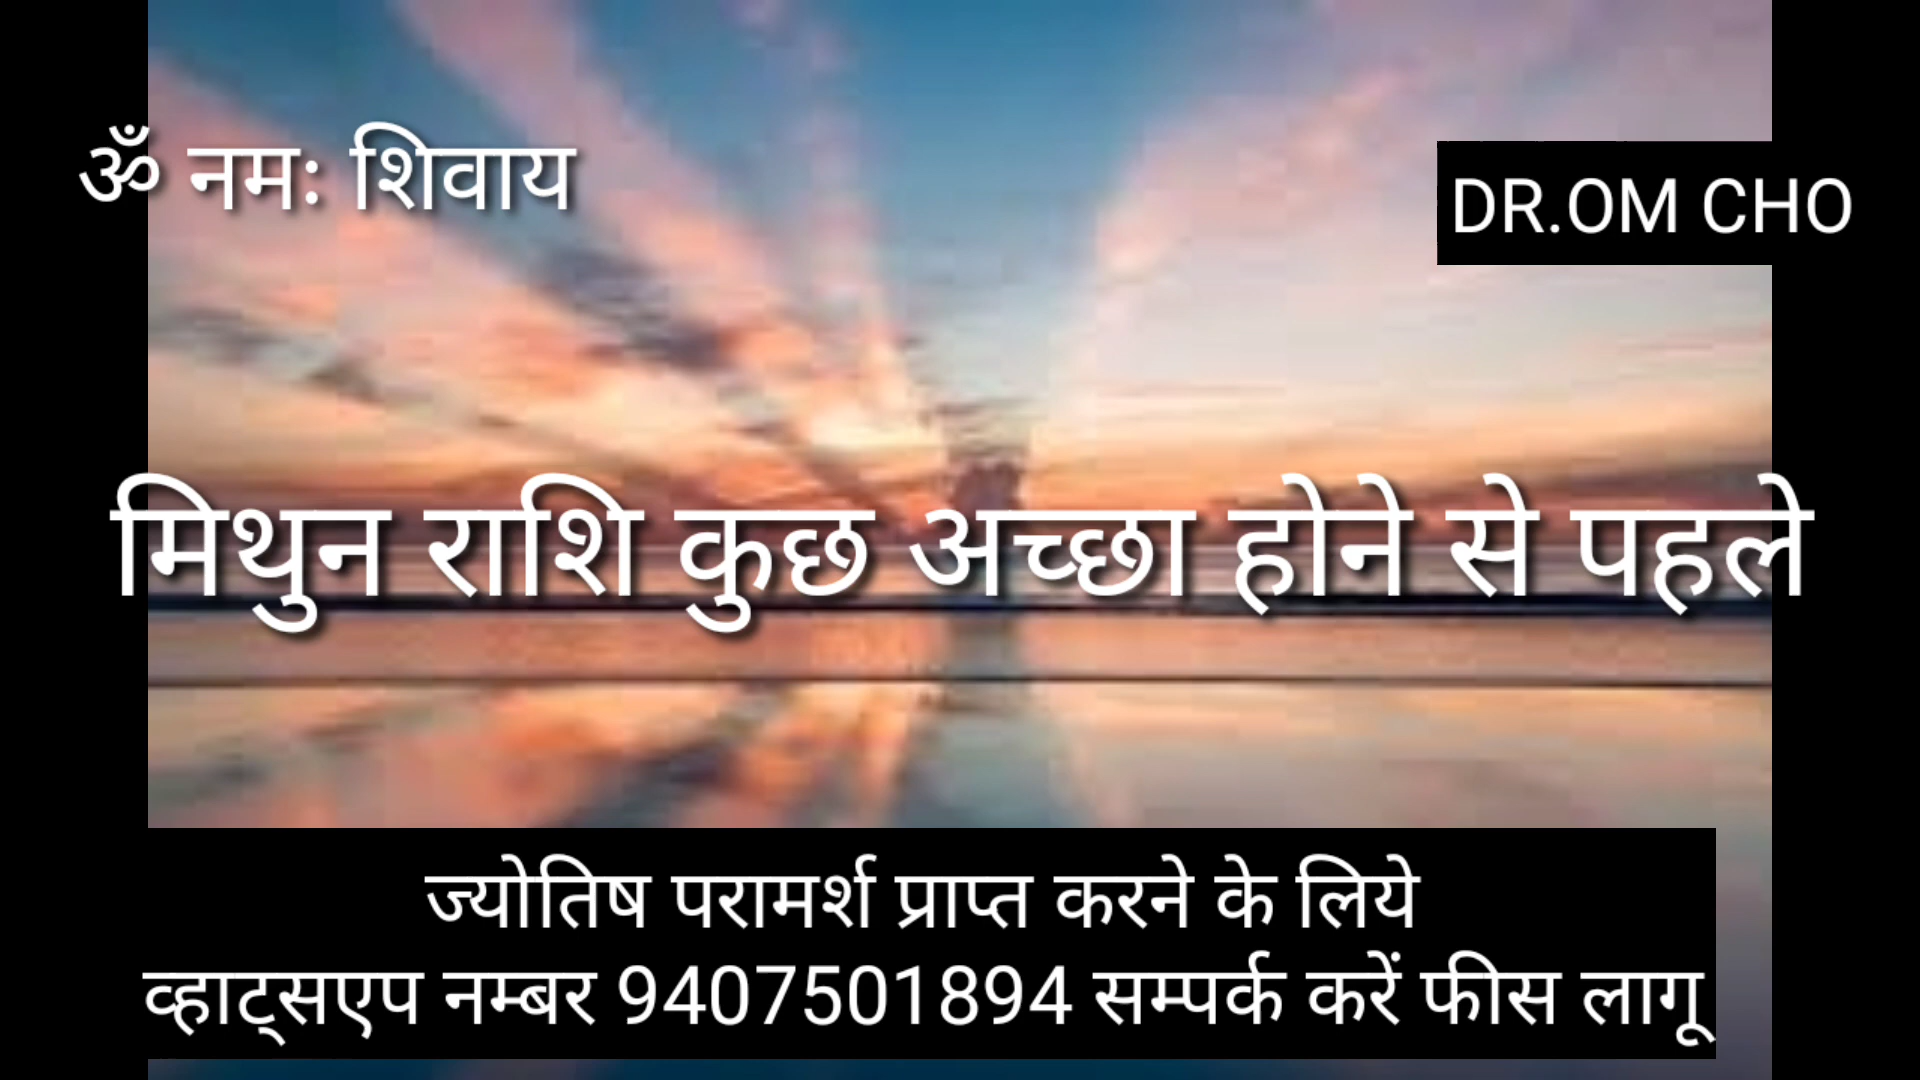 ॐ नमः शिवाय
DR.OM CHO
मिथुन राशि कुछ अच्छा होने से पहले
ज्योतिष परामर्श प्राप्त करने के लिये
व्हाट्सएप नम्बर 9407501894 सम्पर्क करें फीस लागू